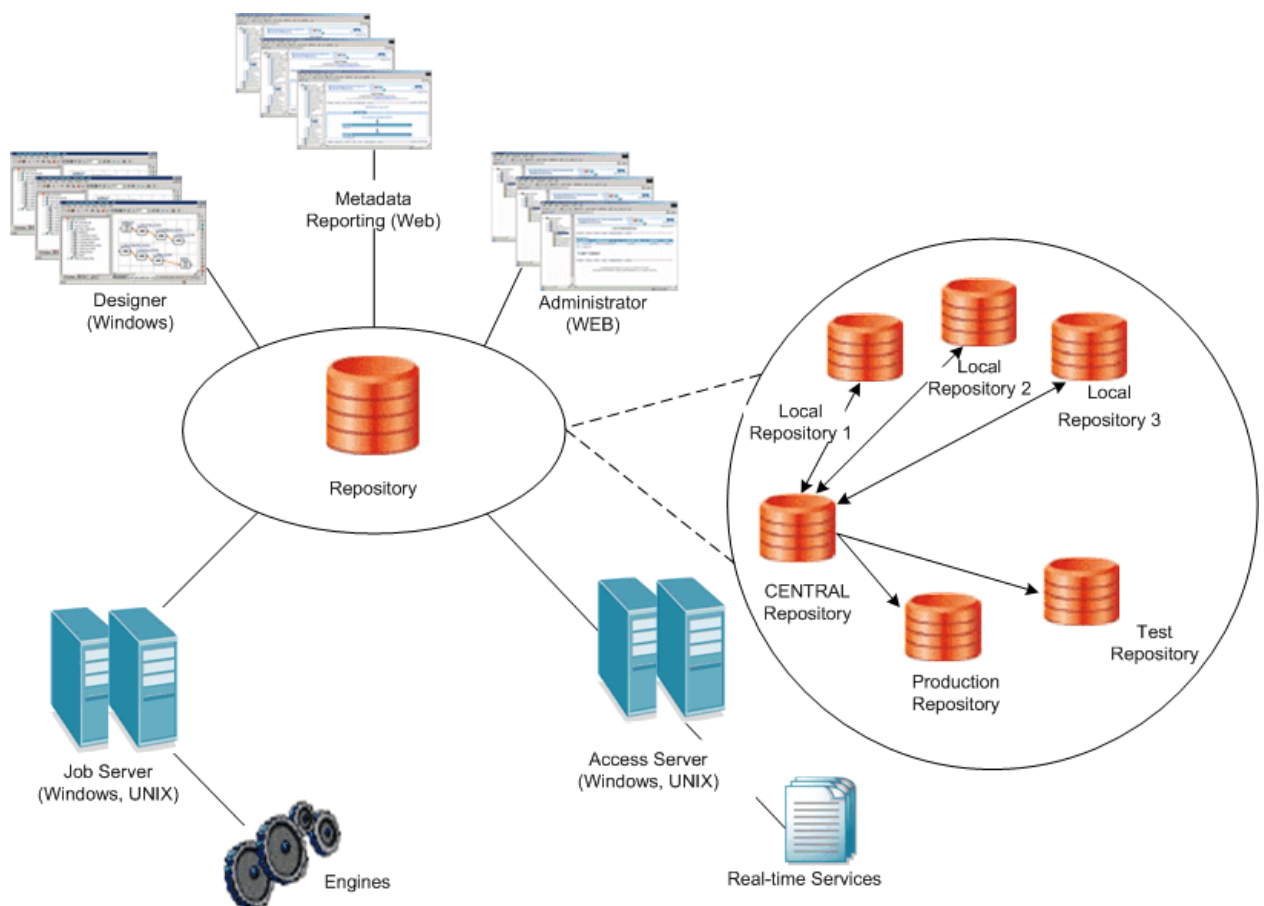 Metadata
Reporting (Web)
Designer
(Windows)
Administrator
(WEB)
Repository
Local
Repository 1
Local
Repository 2
Local
Repository 3
CENTRAL
Repository
Production
Repository
Test
Repository
Job Server
(Windows, UNIX)
Access Server
(Windows, UNIX)
Engines
Real-time Services